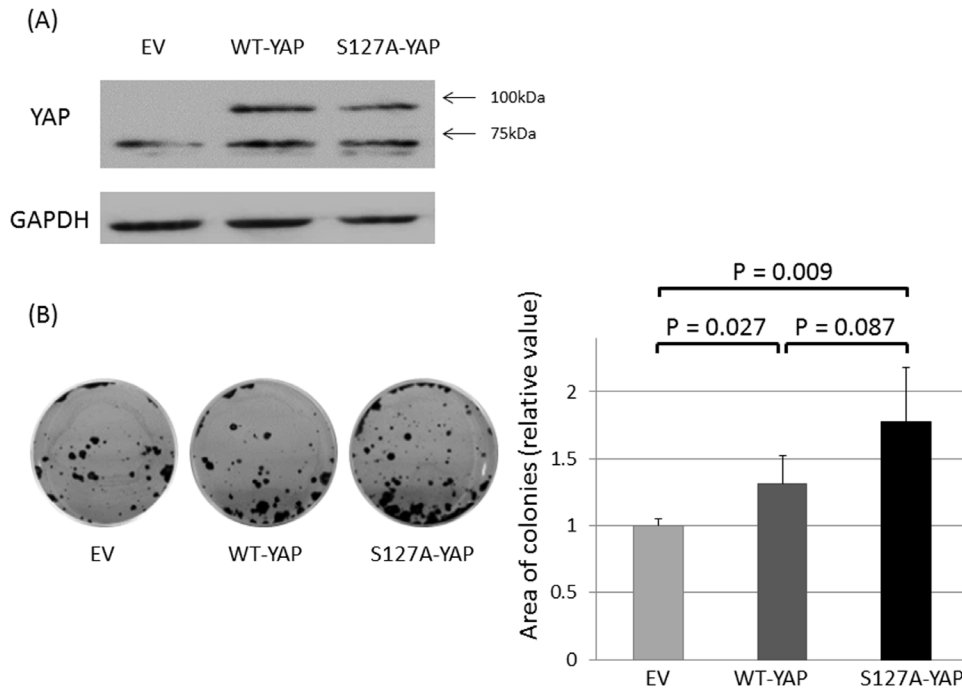 (A)
EV WT-YAP S127A-YAP
YAP
100kDa
75kDa
GAPDH
(B)
EV WT-YAP S127A-YAP
P = 0.009
P = 0.027 P = 0.087
Area of colonies (relative value)
2
1.5
1
0.5
0
EV WT-YAP S127A-YAP